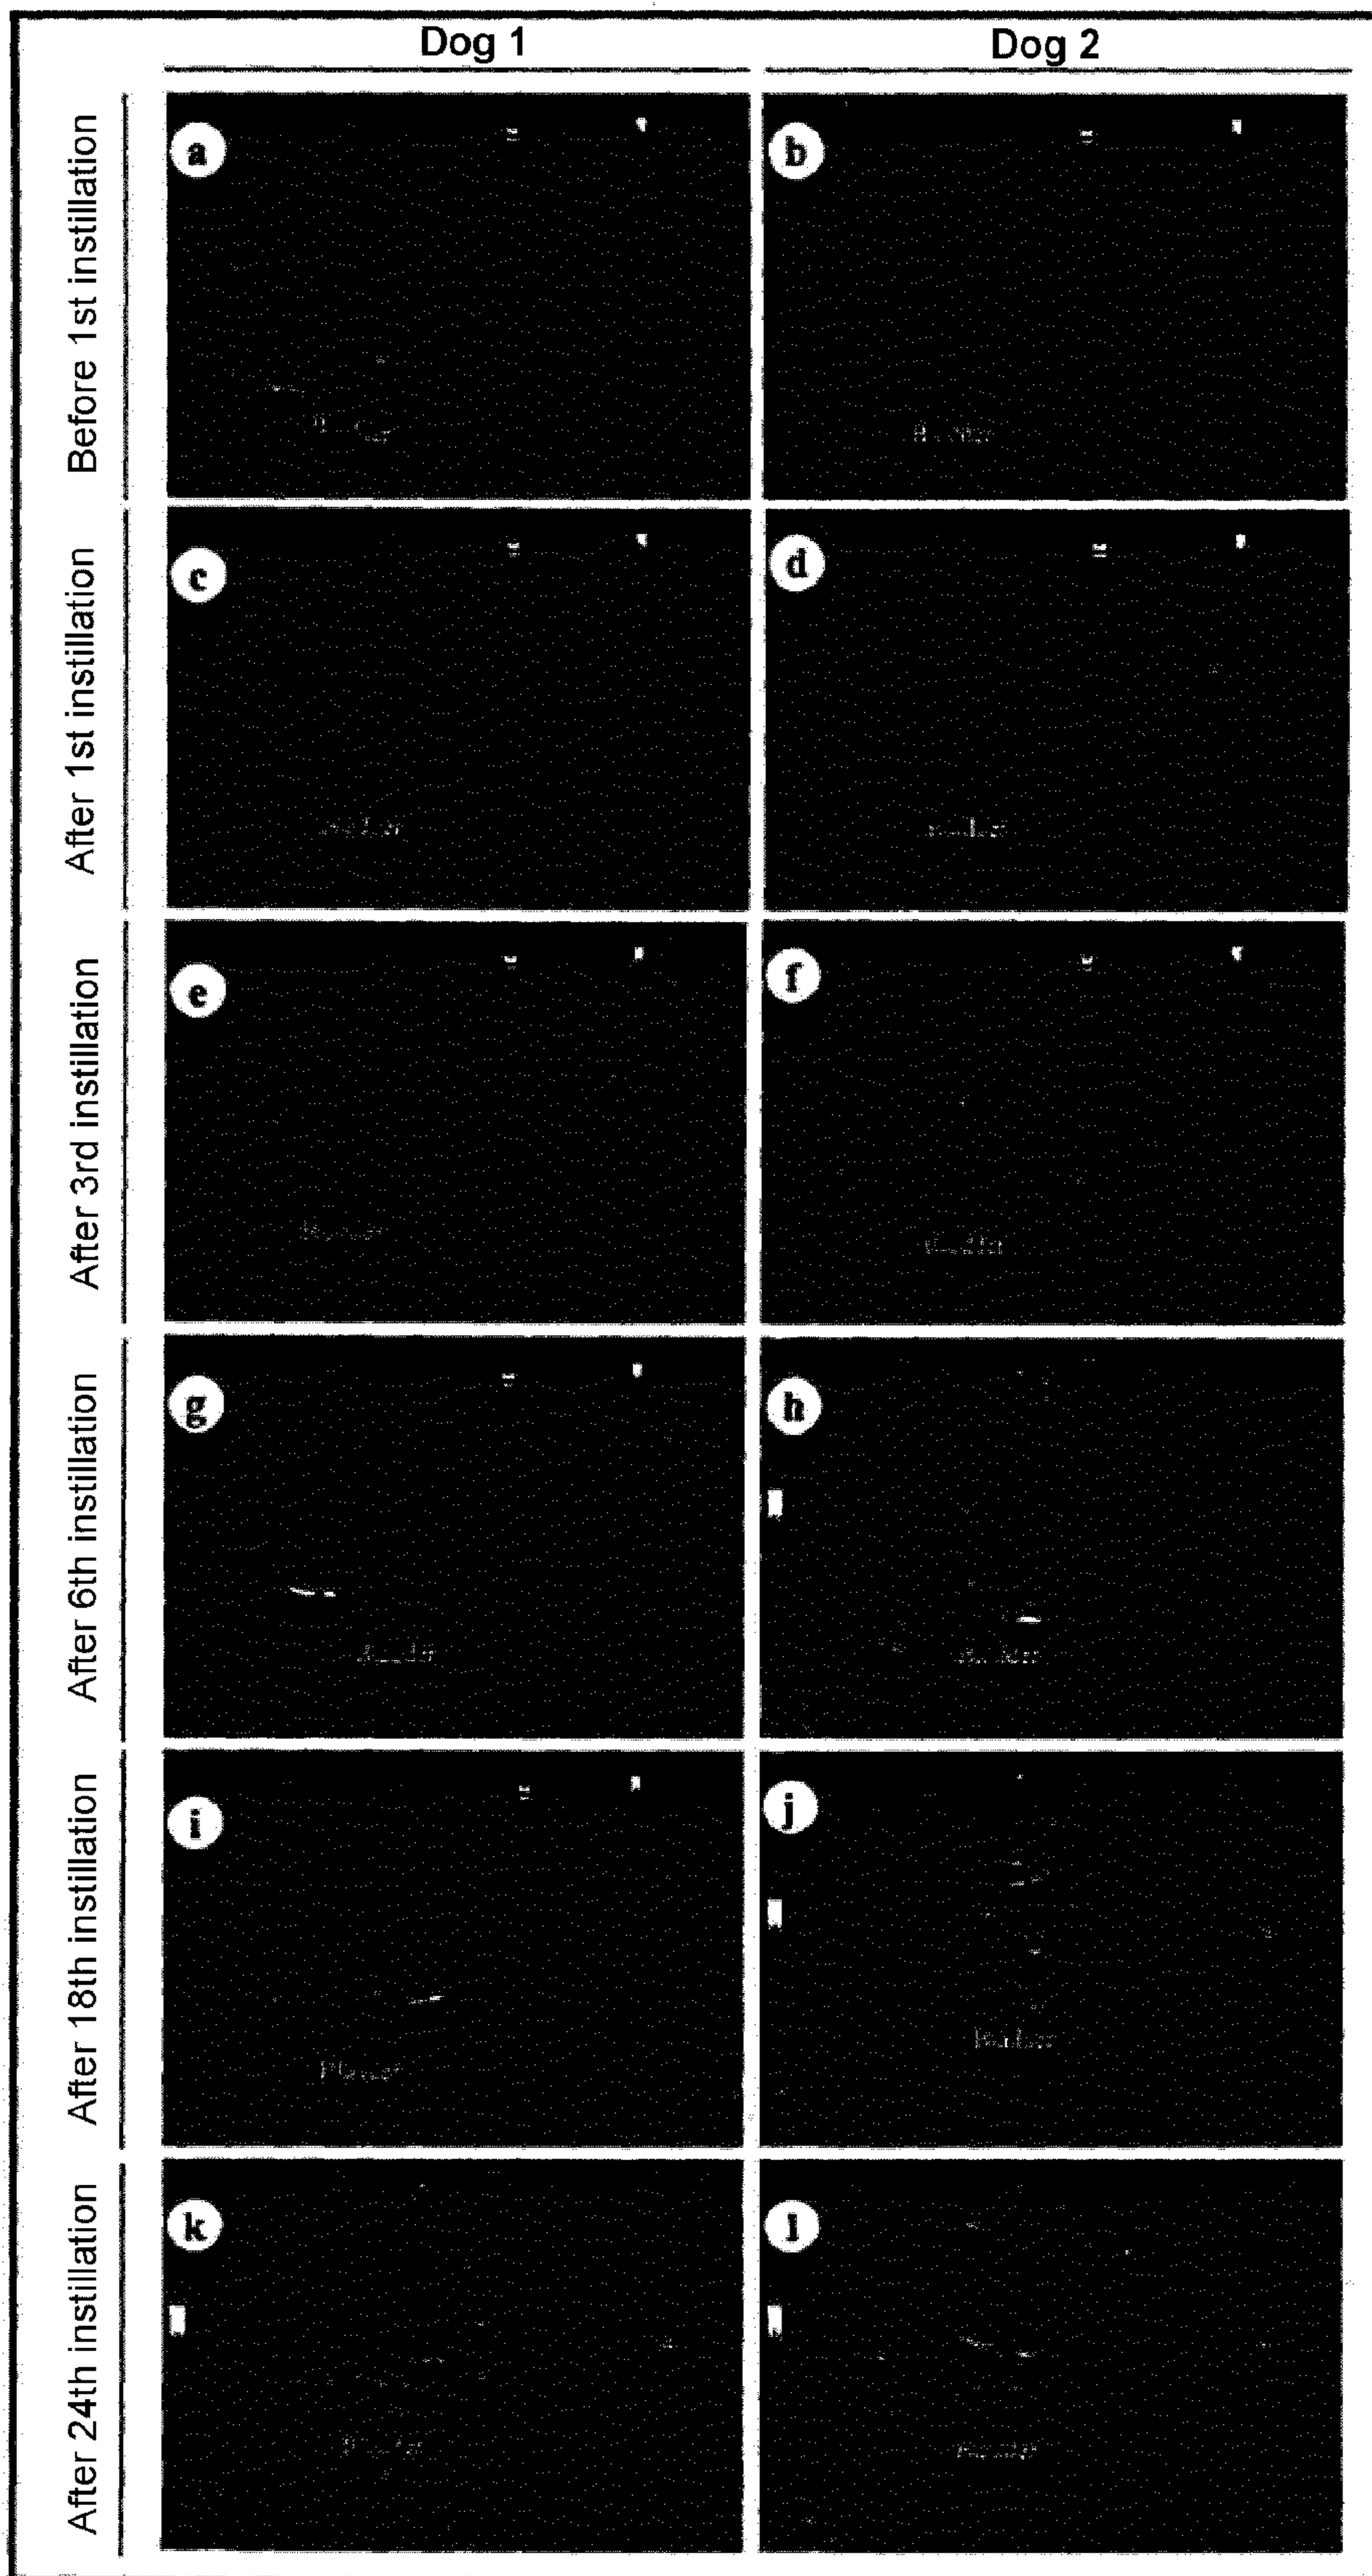 Dog 1
Dog 2
Before 1st instillation
a
b
After 1st instillation
c
d
After 3rd instillation
e
f
After 6th instillation
g
h
After 18th instillation
i
j
After 24th instillation
k
l